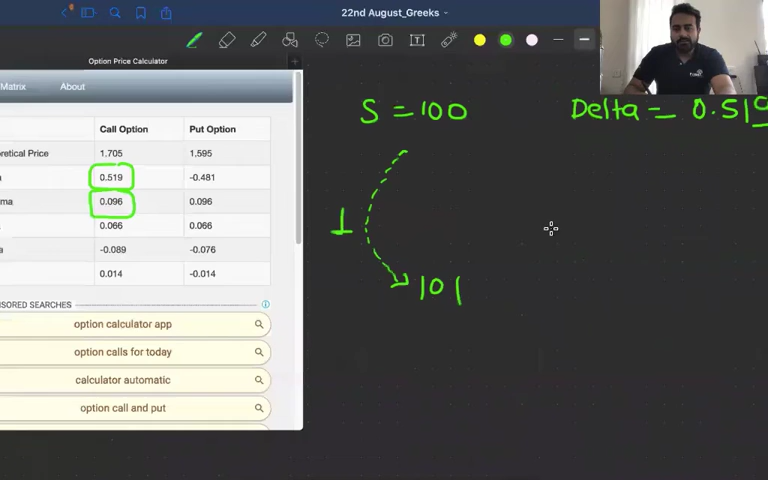 22nd August_Greeks
Option Price Calculator
Matrix About
Call Option Put Option
retical Price 1.705 1.595
a 0.519 -0.481
ma 0.096 0.096
0.066 0.066
a -0.089 -0.076
0.014 -0.014
SORED SEARCHES
option calculator app
option calls for today
calculator automatic
option call and put
S = 100
1
101
Delta = 0.519